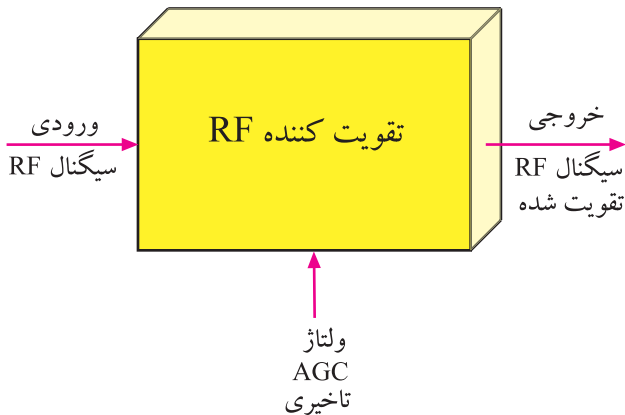 تقویت کننده RF
ورودی
سیگنال RF
خروجی
سیگنال RF
تقویت شده
ولتاژ
AGC
تاخیری